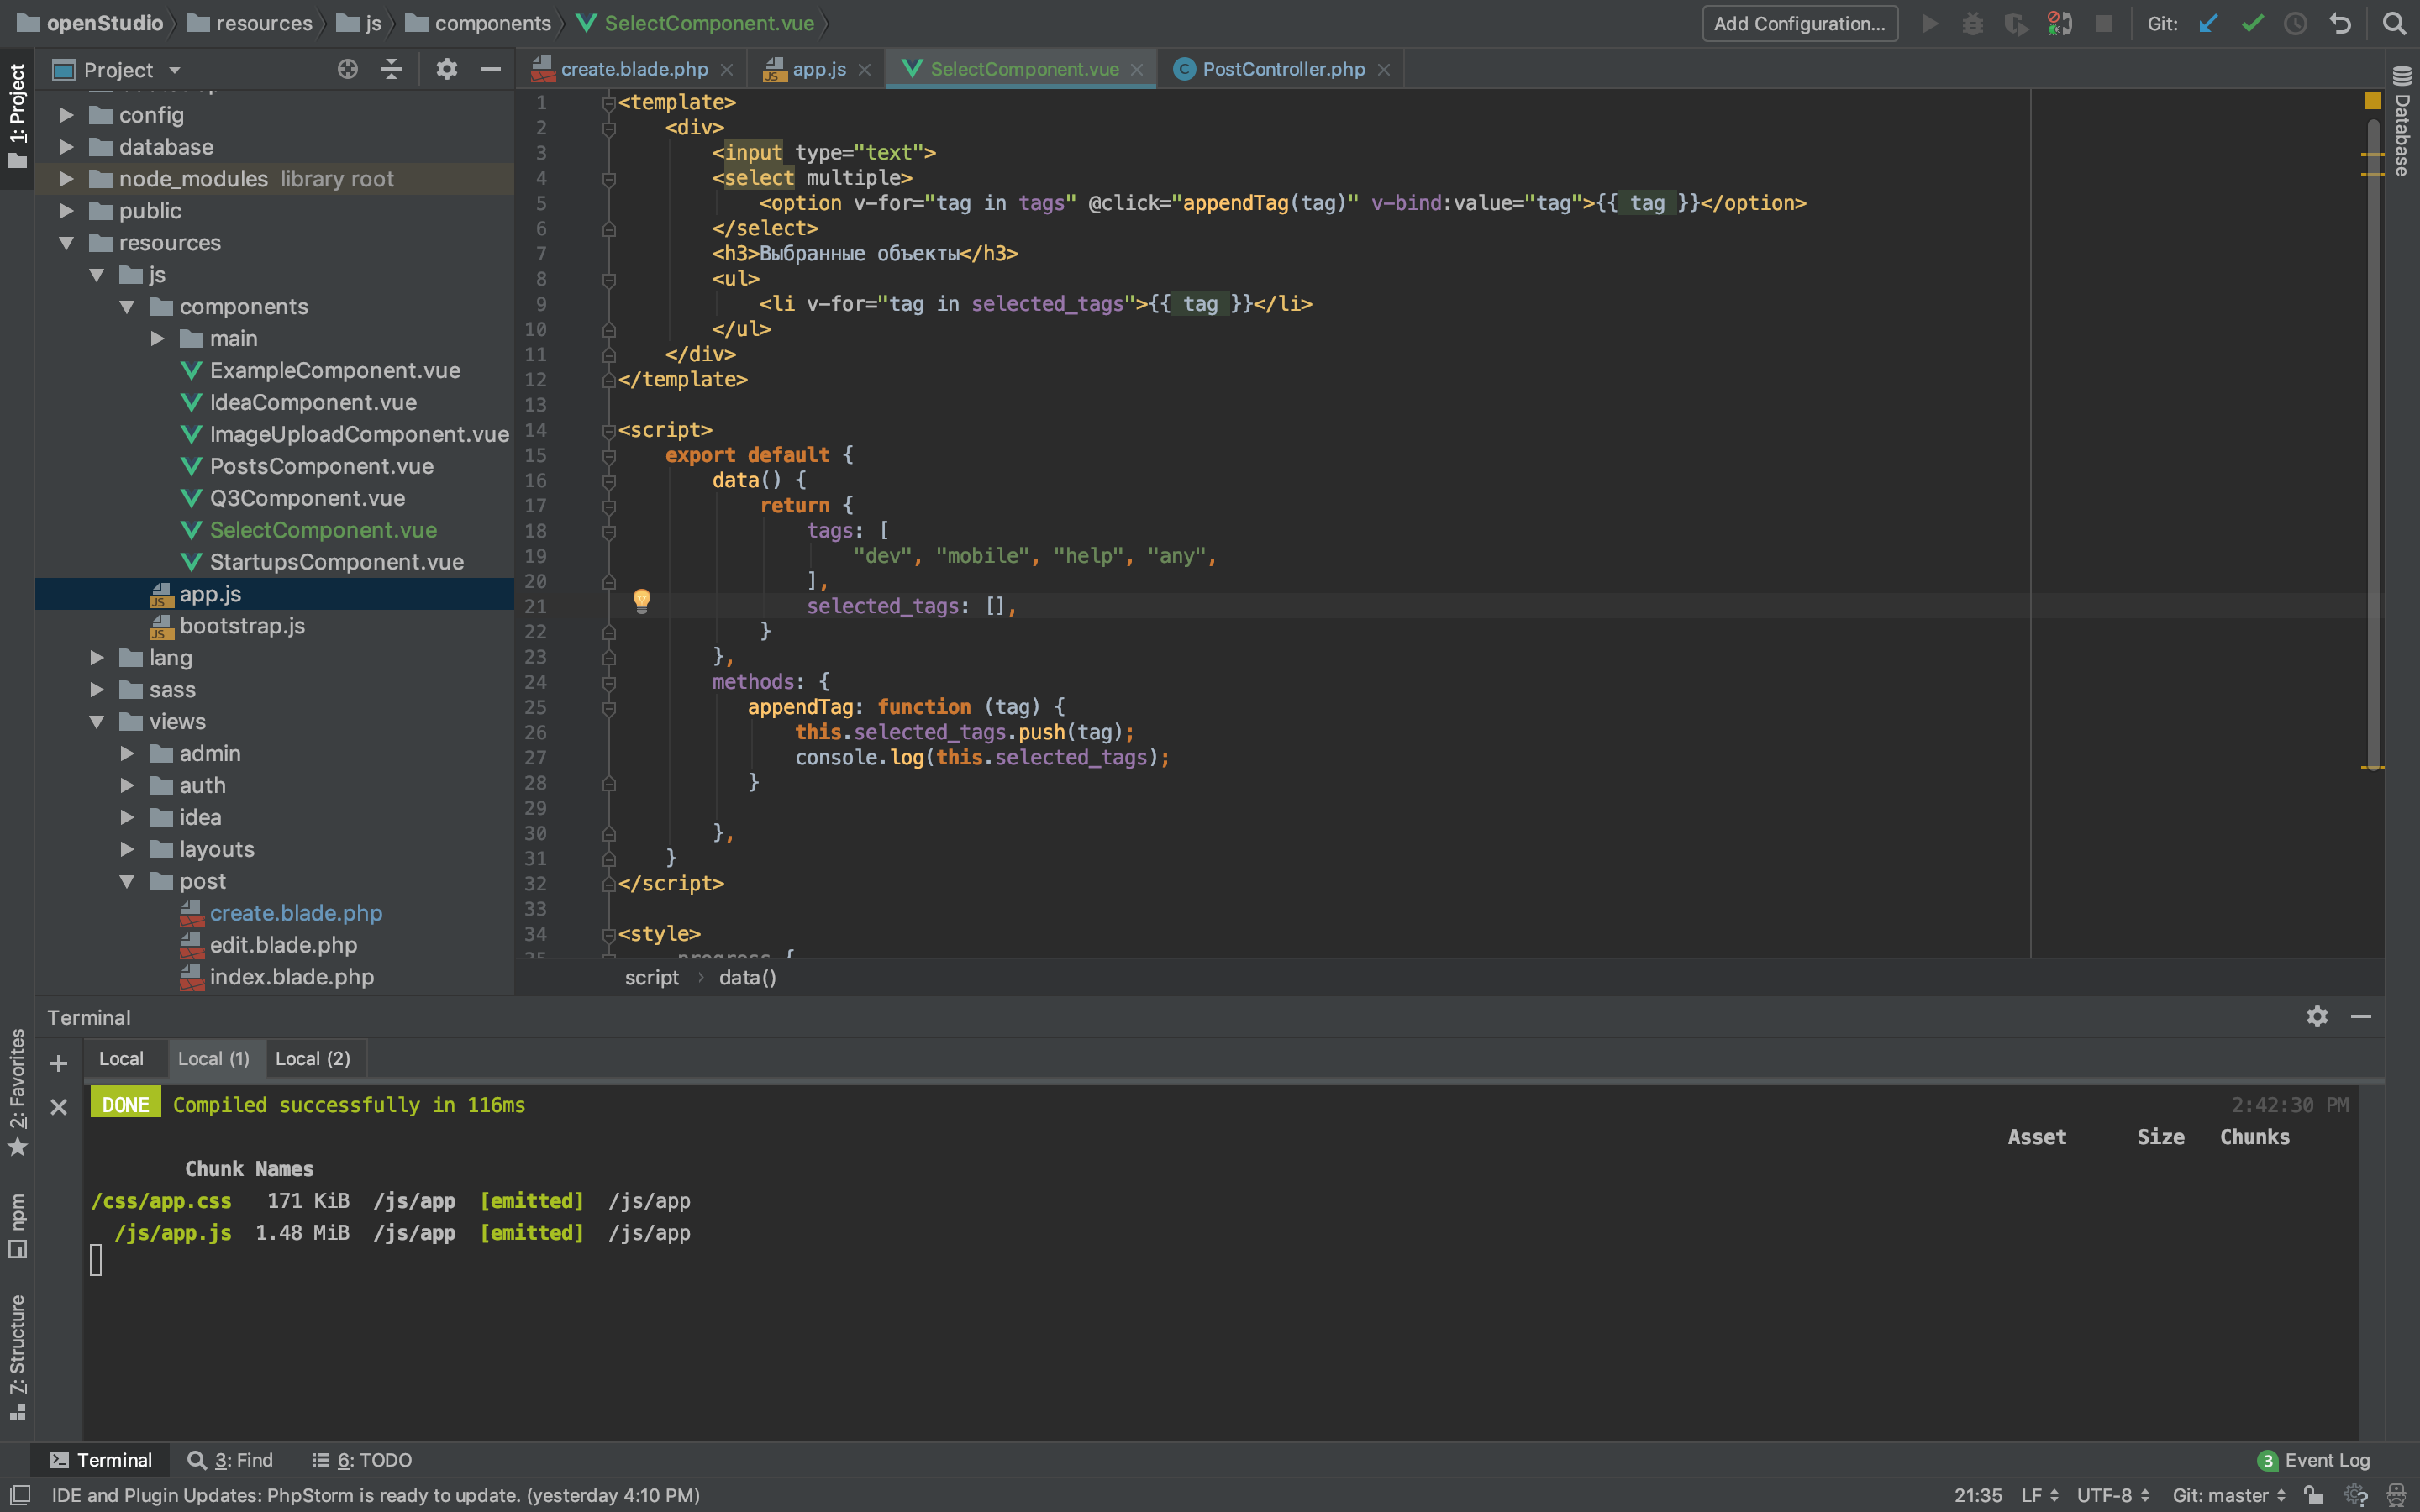 openStudio resources js components SelectComponent.vue Add Configuration... Git:
1: Project
Project
config
database
node_modules library root
public
resources
js
components
main
ExampleComponent.vue
IdeaComponent.vue
ImageUploadComponent.vue
PostsComponent.vue
Q3Component.vue
SelectComponent.vue
StartupsComponent.vue
app.js
bootstrap.js
lang
sass
views
admin
auth
idea
layouts
post
create.blade.php
edit.blade.php
index.blade.php
create.blade.php app.js SelectComponent.vue PostController.php
Database
1 <template>
2 <div>
3 <input type="text">
4 <select multiple>
5 <option v-for="tag in tags" @click="appendTag(tag)" v-bind:value="tag">{{ tag }}</option>
6 </select>
7 <h3>Выбранные объекты</h3>
8 <ul>
9 <li v-for="tag in selected_tags">{{ tag }}</li>
10 </ul>
11 </div>
12 </template>
13
14 <script>
15 export default {
16 data() {
17 return {
18 tags: [
19 "dev", "mobile", "help", "any",
20 ],
21 selected_tags: [],
22 }
23 },
24 methods: {
25 appendTag: function (tag) {
26 this.selected_tags.push(tag);
27 console.log(this.selected_tags);
28 }
29
30 },
31 }
32 </script>
33
34 <style>
35 progress {
script data()
Terminal
Local Local (1) Local (2)
DONE Compiled successfully in 116ms 2:42:30 PM
Asset Size Chunks
Chunk Names
/css/app.css 171 KiB /js/app [emitted] /js/app
/js/app.js 1.48 MiB /js/app [emitted] /js/app
2: Favorites
npm
7: Structure
Terminal 3: Find 6: TODO 3 Event Log
IDE and Plugin Updates: PhpStorm is ready to update. (yesterday 4:10 PM) 21:35 LF UTF-8 Git: master